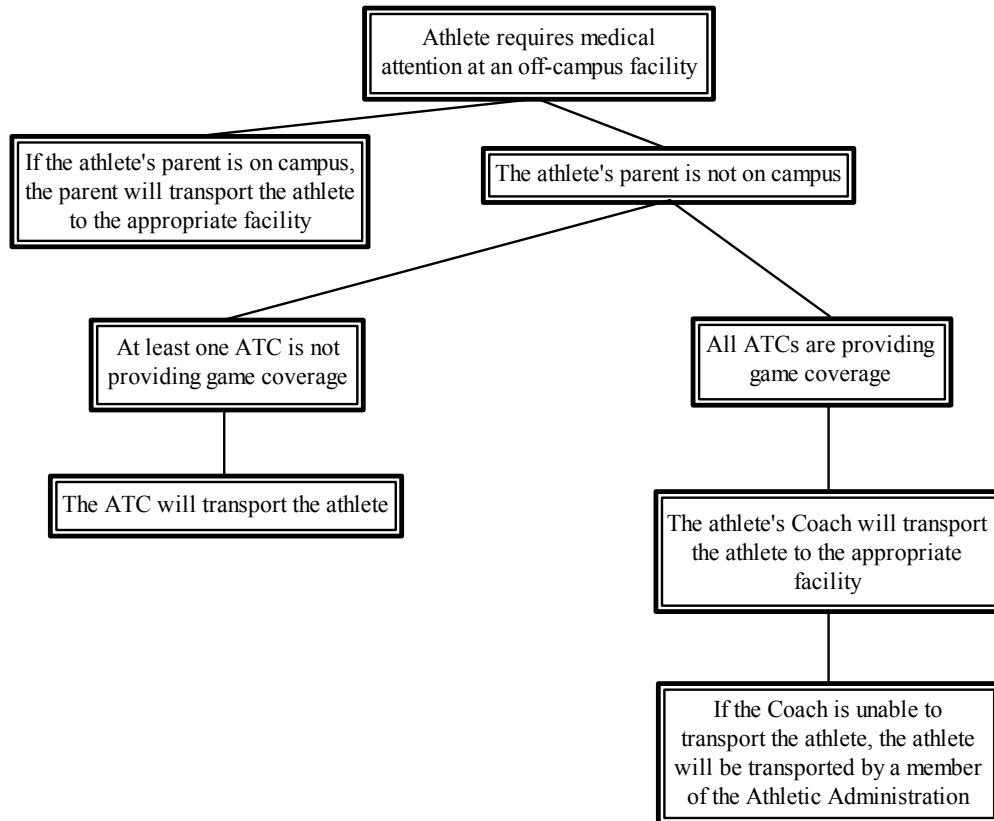 Athlete requires medical
attention at an off-campus facility
If the athlete's parent is on campus,
the parent will transport the athlete
to the appropriate facility
The athlete's parent is not on campus
At least one ATC is not
providing game coverage
All ATCs are providing
game coverage
The ATC will transport the athlete
The athlete's Coach will transport
the athlete to the appropriate
facility
If the Coach is unable to
transport the athlete, the athlete
will be transported by a member
of the Athletic Administration